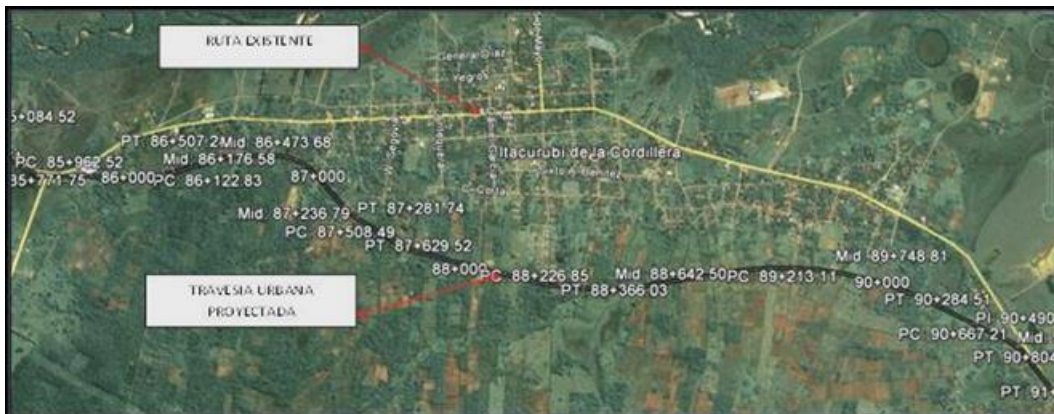 RUTA EXISTENTE
General Diaz
Yegros
5+084.52
PT 86+507.2
Mid 86+473.68
PC 85+962.52
Mid 86+176.58
85+771.75
86+000
PC 86+122.83
87+000
Itacurubi de la Cordillera
Mid 87+236.79
PT 87+281.74
PC 87+508.49
PT 87+629.52
Mid 89+748.81
88+000
PC 88+226.85
Mid 88+642.50
PC 89+213.11
90+000
TRAVESIA URBANA
PROYECTADA
PT 88+366.03
PT 90+284.51
PI 90+490
PC 90+667.21
Mid
PT 90+804
PT 91+